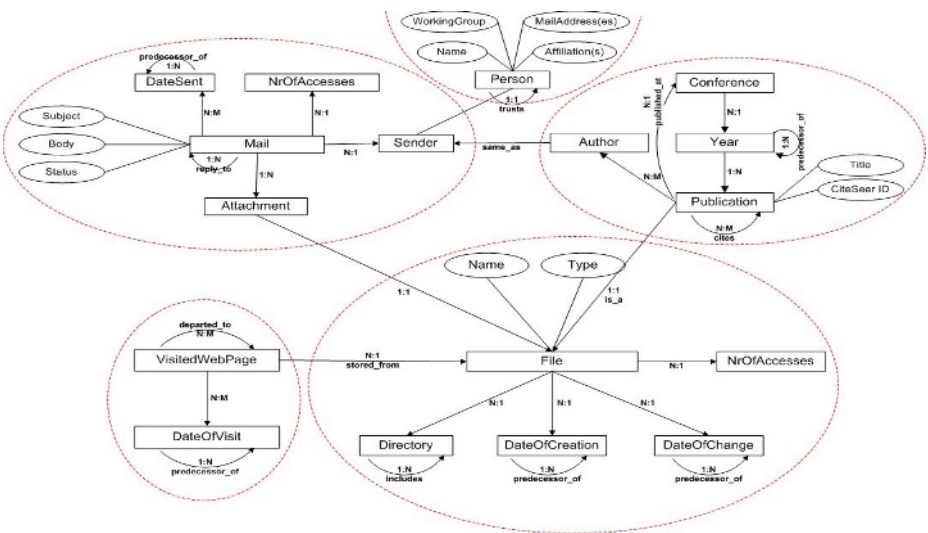 WorkingGroup
MailAddress(es)
Name
Affiliation(s)
Person
1:1
trusts
predecessor_of
1:N
DateSent
NrOfAccesses
N:M
N:1
Subject
Body
Status
Mail
N:1
Sender
1:N
reply_to
1:N
Attachment
same_as
Author
N:1
published_at
Conference
N:1
Year
1:N
predecessor_of
1:N
N:M
Publication
Title
CiteSeer ID
N:M
cites
Name
Type
1:1
1:1
is_a
departed_to
N:M
VisitedWebPage
N:1
stored_from
File
N:1
NrOfAccesses
N:M
N:1
N:1
N:1
DateOfVisit
1:N
predecessor_of
Directory
1:N
includes
DateOfCreation
1:N
predecessor_of
DateOfChange
1:N
predecessor_of